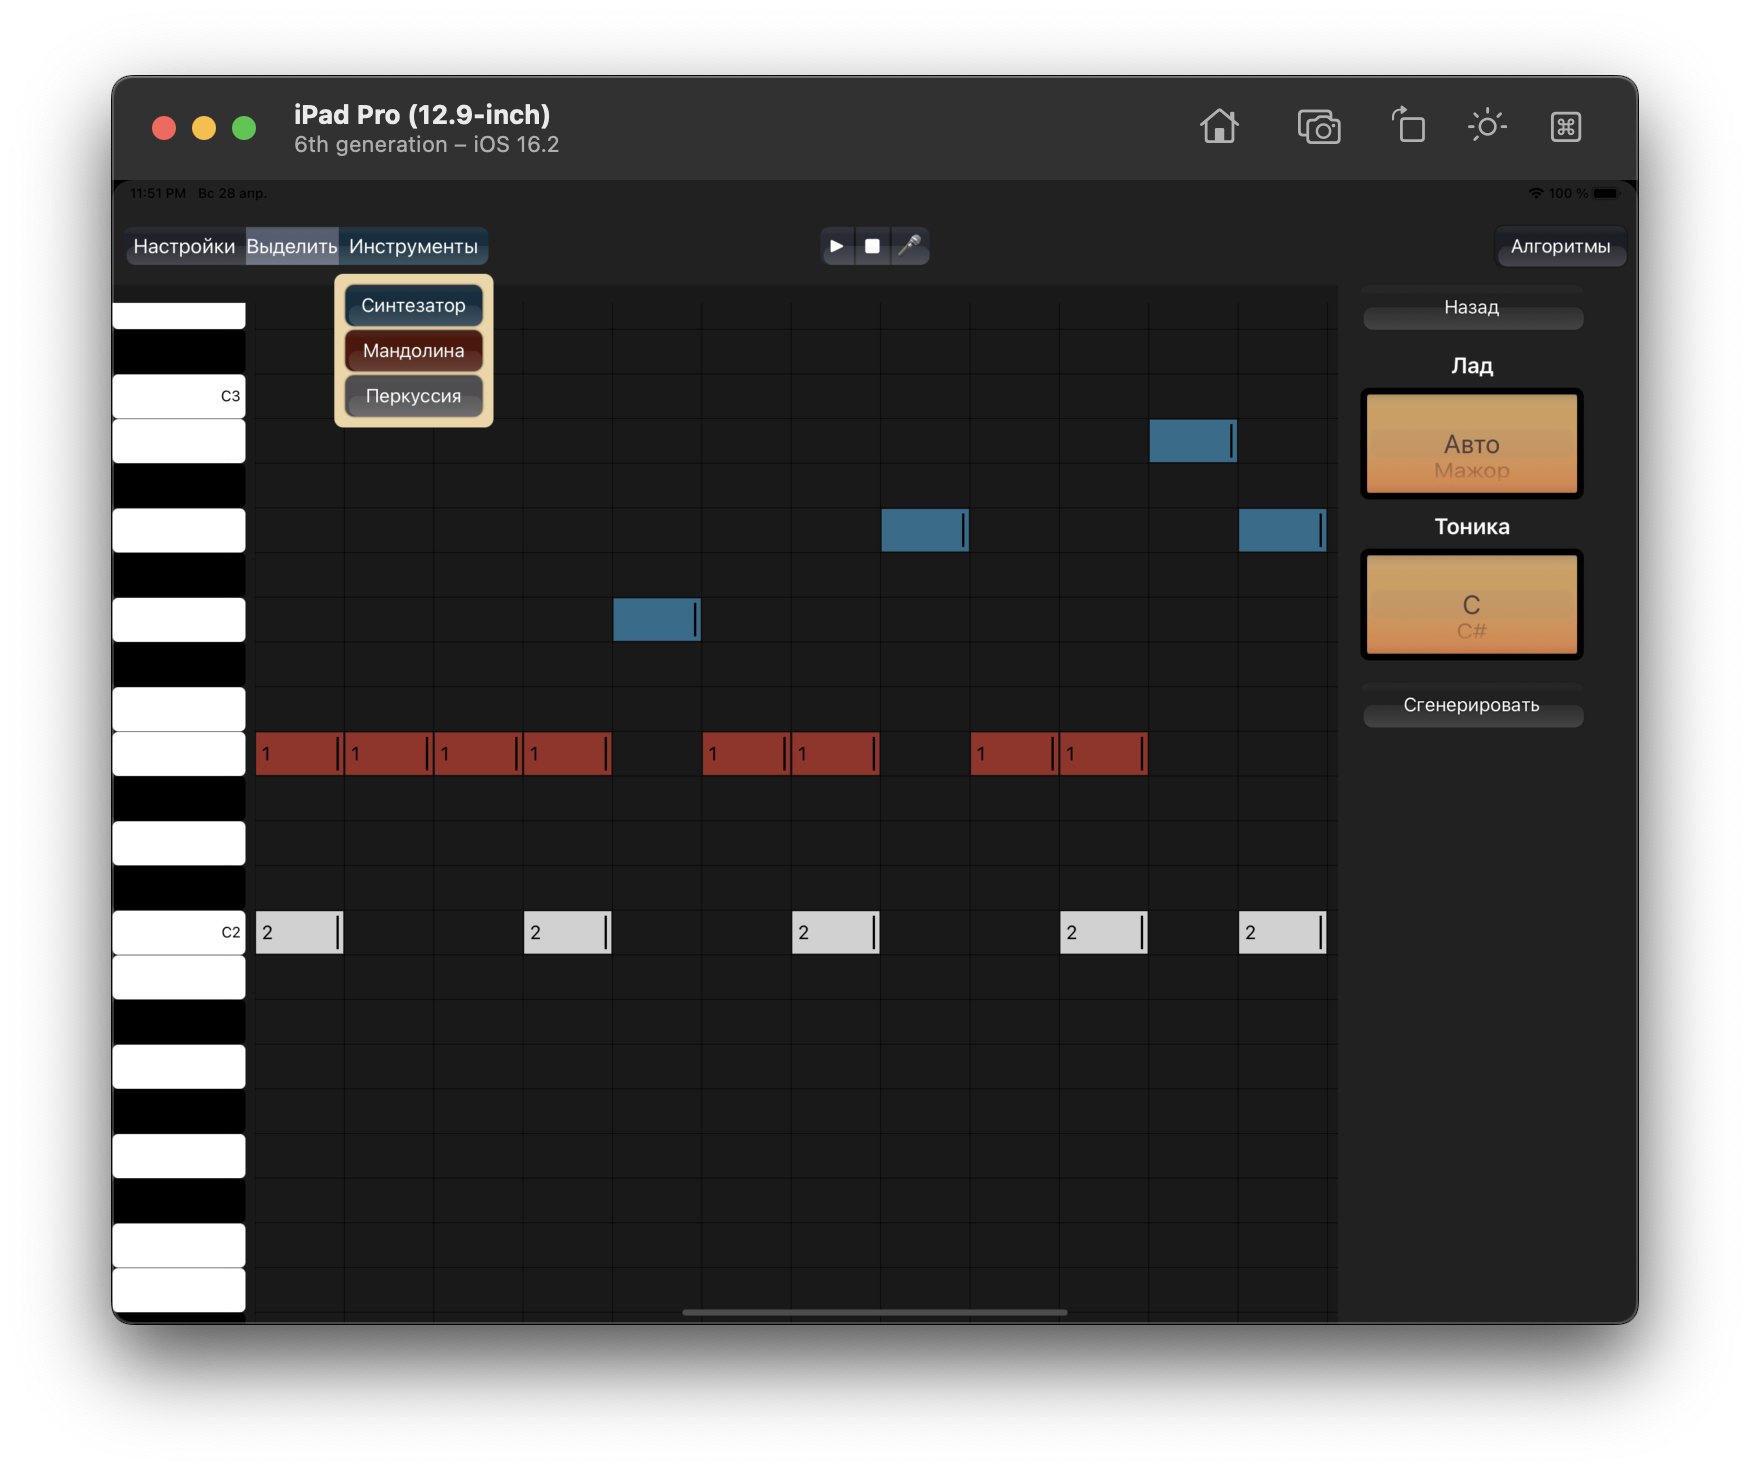 iPad Pro (12.9-inch)
6th generation – iOS 16.2
11:51 PM Вс 28 апр.
100 %
Настройки Выделить Инструменты
Алгоритмы
Синтезатор
Мандолина
Перкуссия
Назад
Лад
Авто
Мажор
Тоника
C
C#
Сгенерировать
C3
1 1 1 1 1 1 1 1
C2 2 2 2 2 2